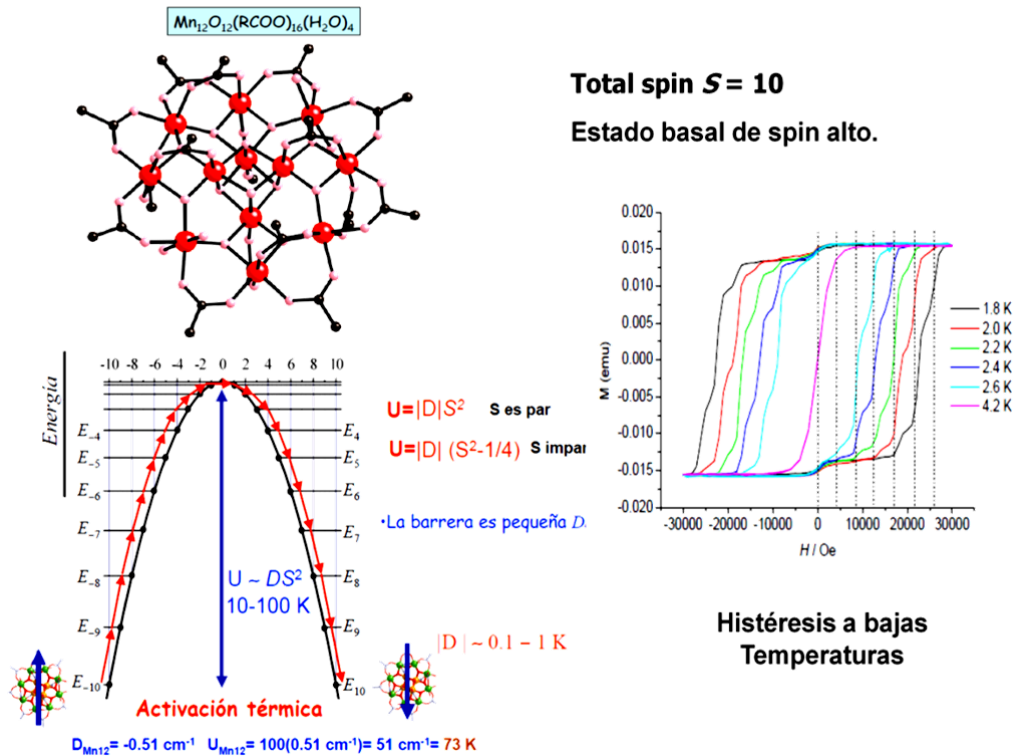 Mn12O12(RCOO)16(H2O)4
Total spin S = 10
Estado basal de spin alto.
Energía
-10 -8 -6 -4 -2 0 2 4 6 8 10
E-4
E-5
E-6
E-7
E-8
E-9
E-10
E4
E5
E6
E7
E8
E9
E10
U ~ DS²
10-100 K
Activación térmica
U=|D|S² S es par
U=|D| (S²-1/4) S impar
•La barrera es pequeña D.
|D| ~ 0.1 – 1 K
DMn12= -0.51 cm-1 UMn12= 100(0.51 cm-1)= 51 cm-1= 73 K
M (emu)
0.020
0.015
0.010
0.005
0.000
-0.005
-0.010
-0.015
-0.020
-30000 -20000 -10000 0 10000 20000 30000
H / Oe
1.8 K
2.0 K
2.2 K
2.4 K
2.6 K
4.2 K
Histéresis a bajas
Temperaturas